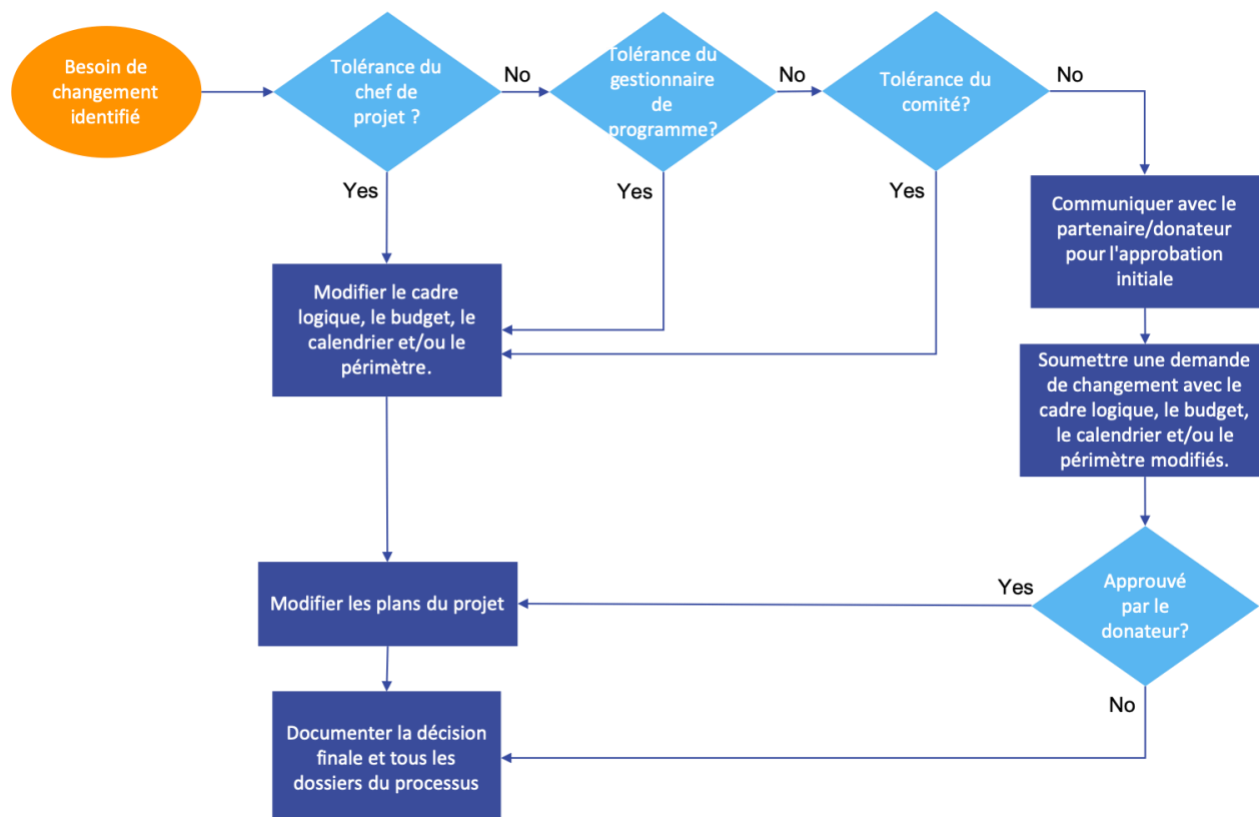 Besoin de
changement
identifié
Tolérance du
chef de
projet ?
No
Tolérance du
gestionnaire
de
programme?
No
Tolérance du
comité?
No
Yes
Yes
Yes
Communiquer avec le
partenaire/donateur
pour l'approbation
initiale
Modifier le cadre
logique, le budget, le
calendrier et/ou le
périmètre.
Soumettre une demande
de changement avec le
cadre logique, le budget,
le calendrier et/ou le
périmètre modifiés.
Modifier les plans du projet
Yes
Approuvé
par le
donateur?
No
Documenter la décision
finale et tous les
dossiers du processus